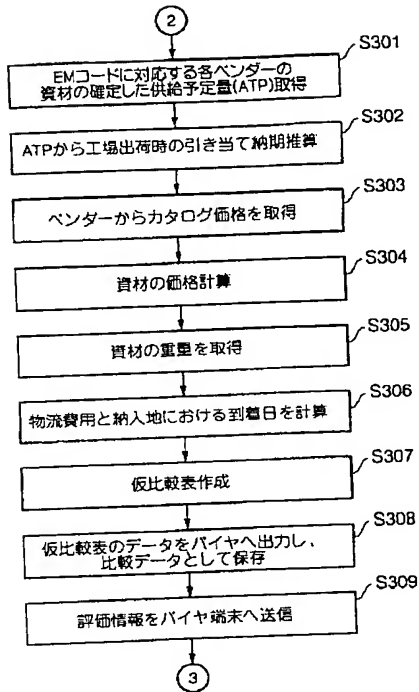 2
S301
EMコードに対応する各ベンダーの
資材の確定した供給予定量(ATP)取得
S302
ATPから工場出荷時の引き当て納期推算
S303
ベンダーからカタログ価格を取得
S304
資材の価格計算
S305
資材の重量を取得
S306
物流費用と納入地における到着日を計算
S307
仮比較表作成
S308
仮比較表のデータをバイヤへ出力し、
比較データとして保存
S309
評価情報をバイヤ端末へ送信
3